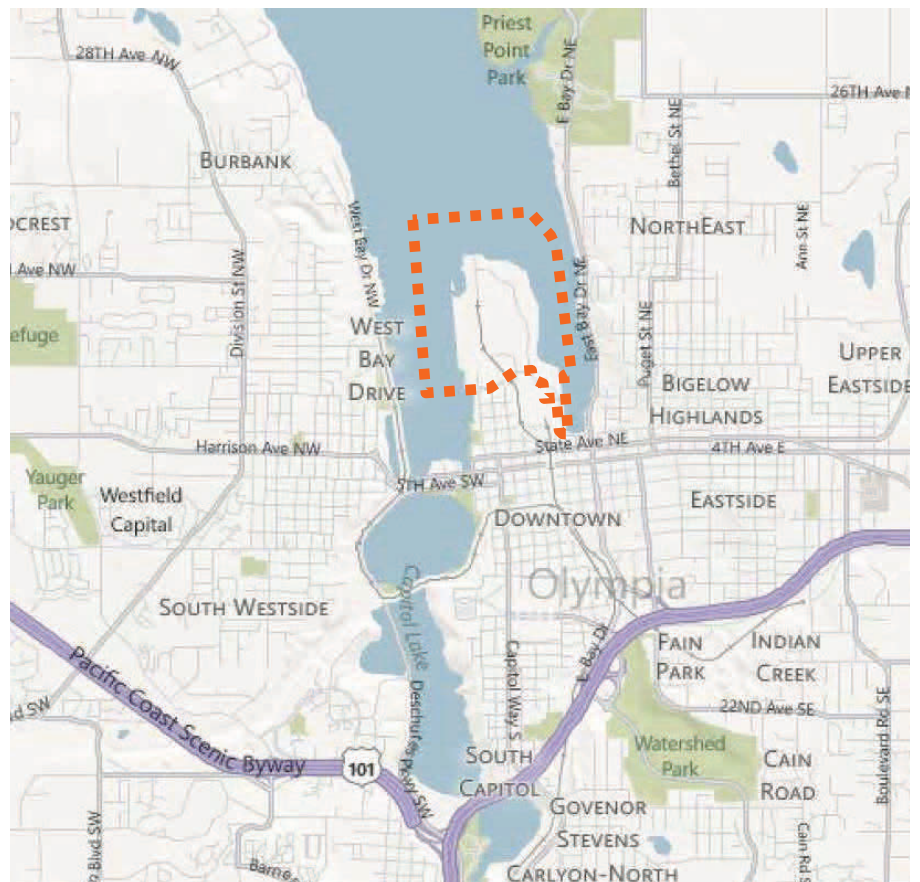 Priest
Point
Park
28TH Ave NW
E Bay Dr NE
26TH Ave
Bethel St NE
BURBANK
West Bay Dr NW
NORTHEAST
Ann St NE
Ave NW
Division St NW
East Bay Dr NE
WEST
BAY
DRIVE
Puget St NE
UPPER
EASTSIDE
BIGELOW
HIGHLANDS
Harrison Ave NW
State Ave NE
4TH Ave E
Yauger
Park
Westfield
Capital
5TH Ave SW
EASTSIDE
DOWNTOWN
Capitol Lake
Olympia
SOUTH WESTSIDE
Capitol Way S
E Bay Dr
FAIN
PARK
INDIAN
CREEK
Pacific Coast Scenic Byway
Deschutes Pkwy SW
22ND Ave SE
Boulevard Rd SE
101
SOUTH
CAPITOL
Watershed
Park
CAIN
ROAD
GOVENOR
STEVENS
Blvd SW
Cain Rd
CARLYON-NORTH